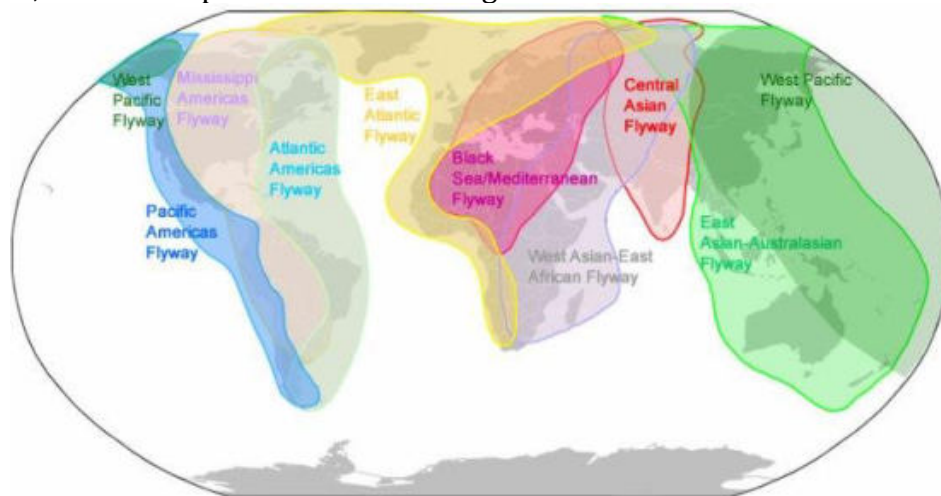 West
Pacific
Flyway
Mississippi
Americas
Flyway
Atlantic
Americas
Flyway
Pacific
Americas
Flyway
East
Atlantic
Flyway
Black
Sea/Mediterranean
Flyway
West Asian-East
African Flyway
Central
Asian
Flyway
West Pacific
Flyway
East
Asian-Australasian
Flyway